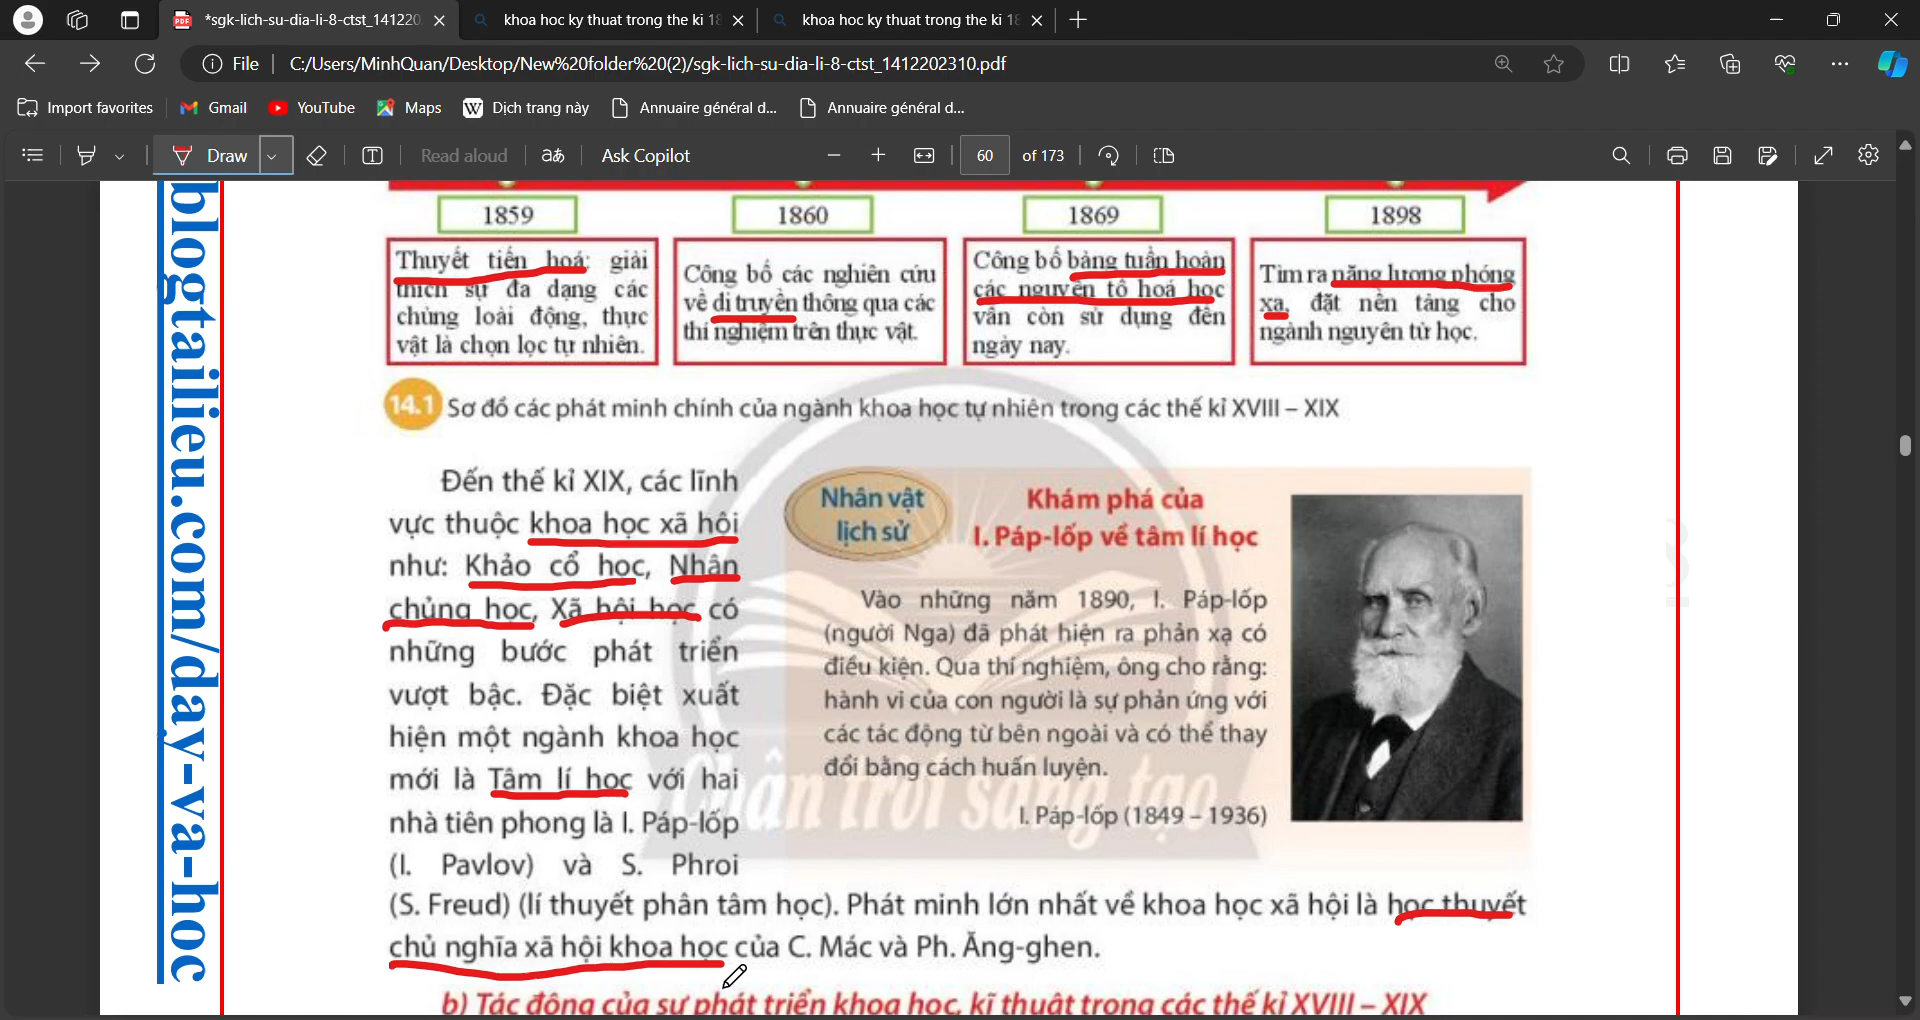 *sgk-lich-su-dia-li-8-ctst_141220
khoa hoc ky thuat trong the ki 18
khoa hoc ky thuat trong the ki 18
File
C:/Users/MinhQuan/Desktop/New%20folder%20(2)/sgk-lich-su-dia-li-8-ctst_1412202310.pdf
Import favorites
Gmail
YouTube
Maps
Dịch trang này
Annuaire général d...
Annuaire général d...
Draw
Read aloud
Ask Copilot
60
of 173
blogtailieu.com/day-va-hoc
1859
1860
1869
1898
Thuyết tiến hoá: giải
thích sự đa dạng các
chủng loài động, thực
vật là chọn lọc tự nhiên.
Công bố các nghiên cứu
về di truyền thông qua các
thí nghiệm trên thực vật.
Công bố bảng tuần hoàn
các nguyên tố hoá học
vẫn còn sử dụng đến
ngày nay.
Tìm ra năng lượng phóng
xạ, đặt nền tảng cho
ngành nguyên tử học.
14.1 Sơ đồ các phát minh chính của ngành khoa học tự nhiên trong các thế kỉ XVIII – XIX
Đến thế kỉ XIX, các lĩnh
vực thuộc khoa học xã hội
như: Khảo cổ học, Nhân
chủng học, Xã hội học có
những bước phát triển
vượt bậc. Đặc biệt xuất
hiện một ngành khoa học
mới là Tâm lí học với hai
nhà tiên phong là I. Páp-lốp
(I. Pavlov) và S. Phroi
(S. Freud) (lí thuyết phân tâm học). Phát minh lớn nhất về khoa học xã hội là học thuyết
chủ nghĩa xã hội khoa học của C. Mác và Ph. Ăng-ghen.
Nhân vật
lịch sử
Khám phá của
I. Páp-lốp về tâm lí học
Vào những năm 1890, I. Páp-lốp
(người Nga) đã phát hiện ra phản xạ có
điều kiện. Qua thí nghiệm, ông cho rằng:
hành vi của con người là sự phản ứng với
các tác động từ bên ngoài và có thể thay
đổi bằng cách huấn luyện.
I. Páp-lốp (1849 – 1936)
Chân trời sáng tạo
b) Tác động của sự phát triển khoa học, kĩ thuật trong các thế kỉ XVIII – XIX